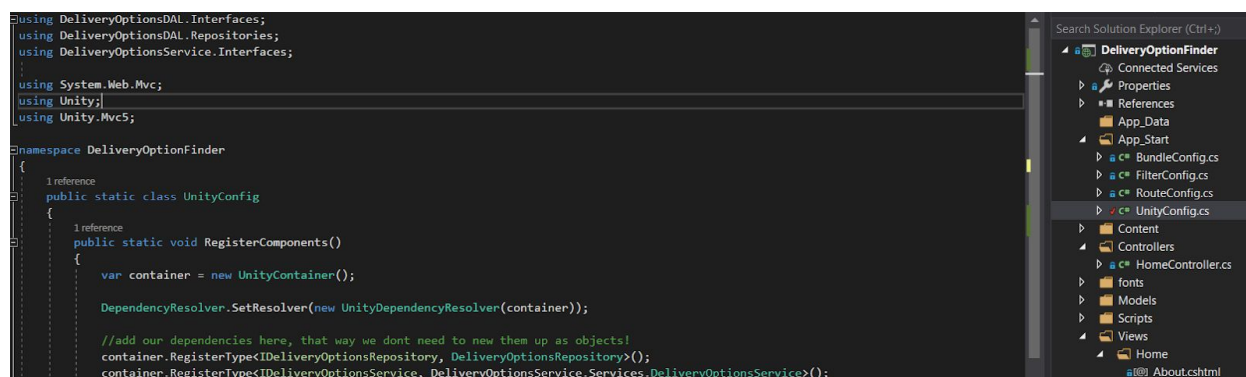 using DeliveryOptionsDAL.Interfaces;
using DeliveryOptionsDAL.Repositories;
using DeliveryOptionsService.Interfaces;
using System.Web.Mvc;
using Unity;
using Unity.Mvc5;
namespace DeliveryOptionFinder
{
1 reference
public static class UnityConfig
{
1 reference
public static void RegisterComponents()
{
var container = new UnityContainer();
DependencyResolver.SetResolver(new UnityDependencyResolver(container));
//add our dependencies here, that way we dont need to new them up as objects!
container.RegisterType<IDeliveryOptionsRepository, DeliveryOptionsRepository>();
container.RegisterType<IDeliveryOptionsService, DeliveryOptionsService.Services.DeliveryOptionsService>();
Search Solution Explorer (Ctrl+;)
DeliveryOptionFinder
Connected Services
Properties
References
App_Data
App_Start
C# BundleConfig.cs
C# FilterConfig.cs
C# RouteConfig.cs
C# UnityConfig.cs
Content
Controllers
C# HomeController.cs
fonts
Models
Scripts
Views
Home
[@] About.cshtml